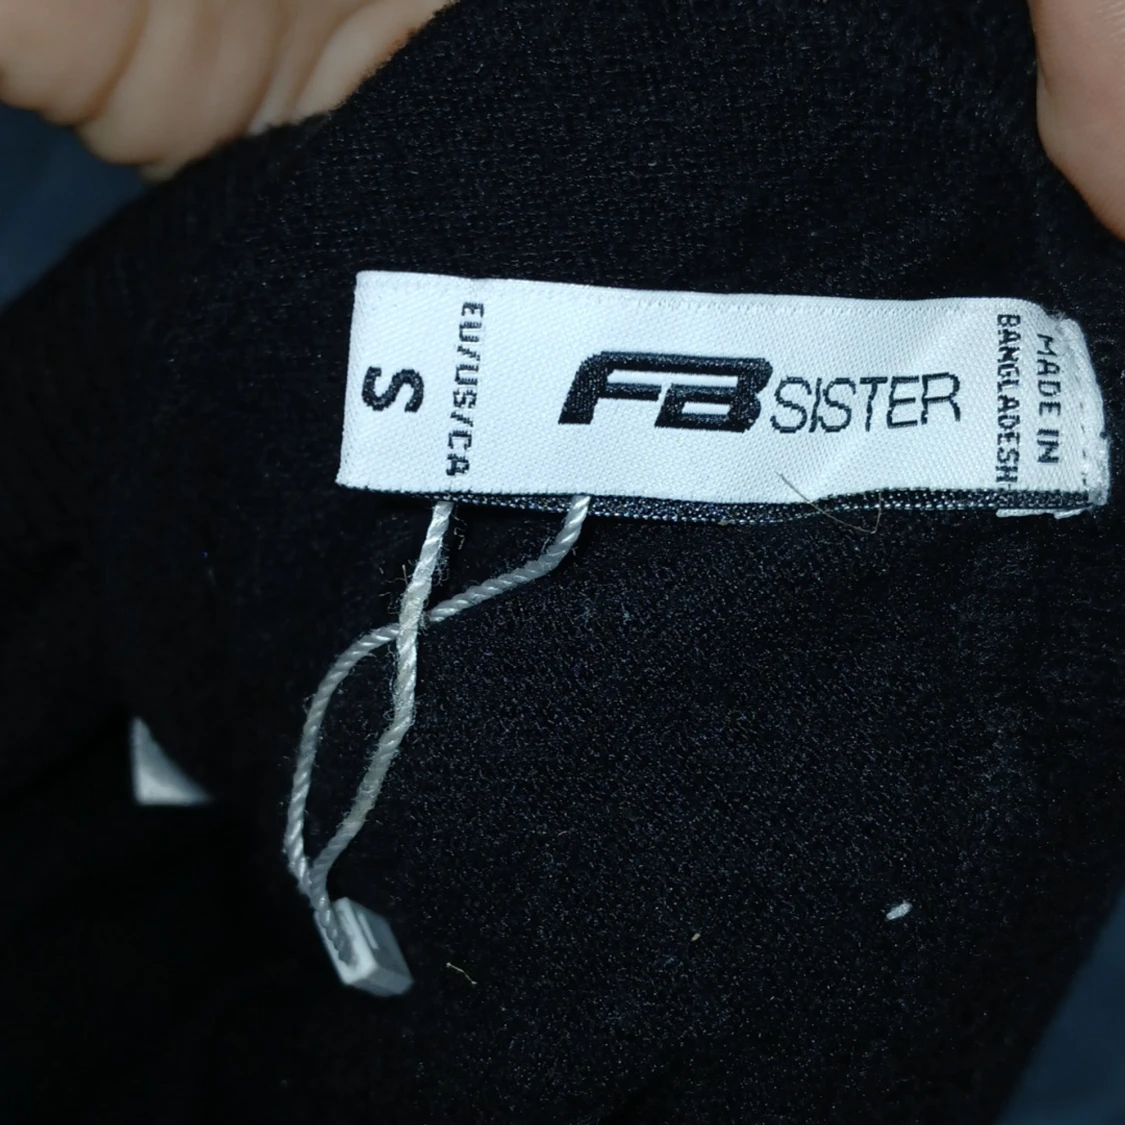 S
EU/US/CA
FB SISTER
MADE IN
BANGLADESH